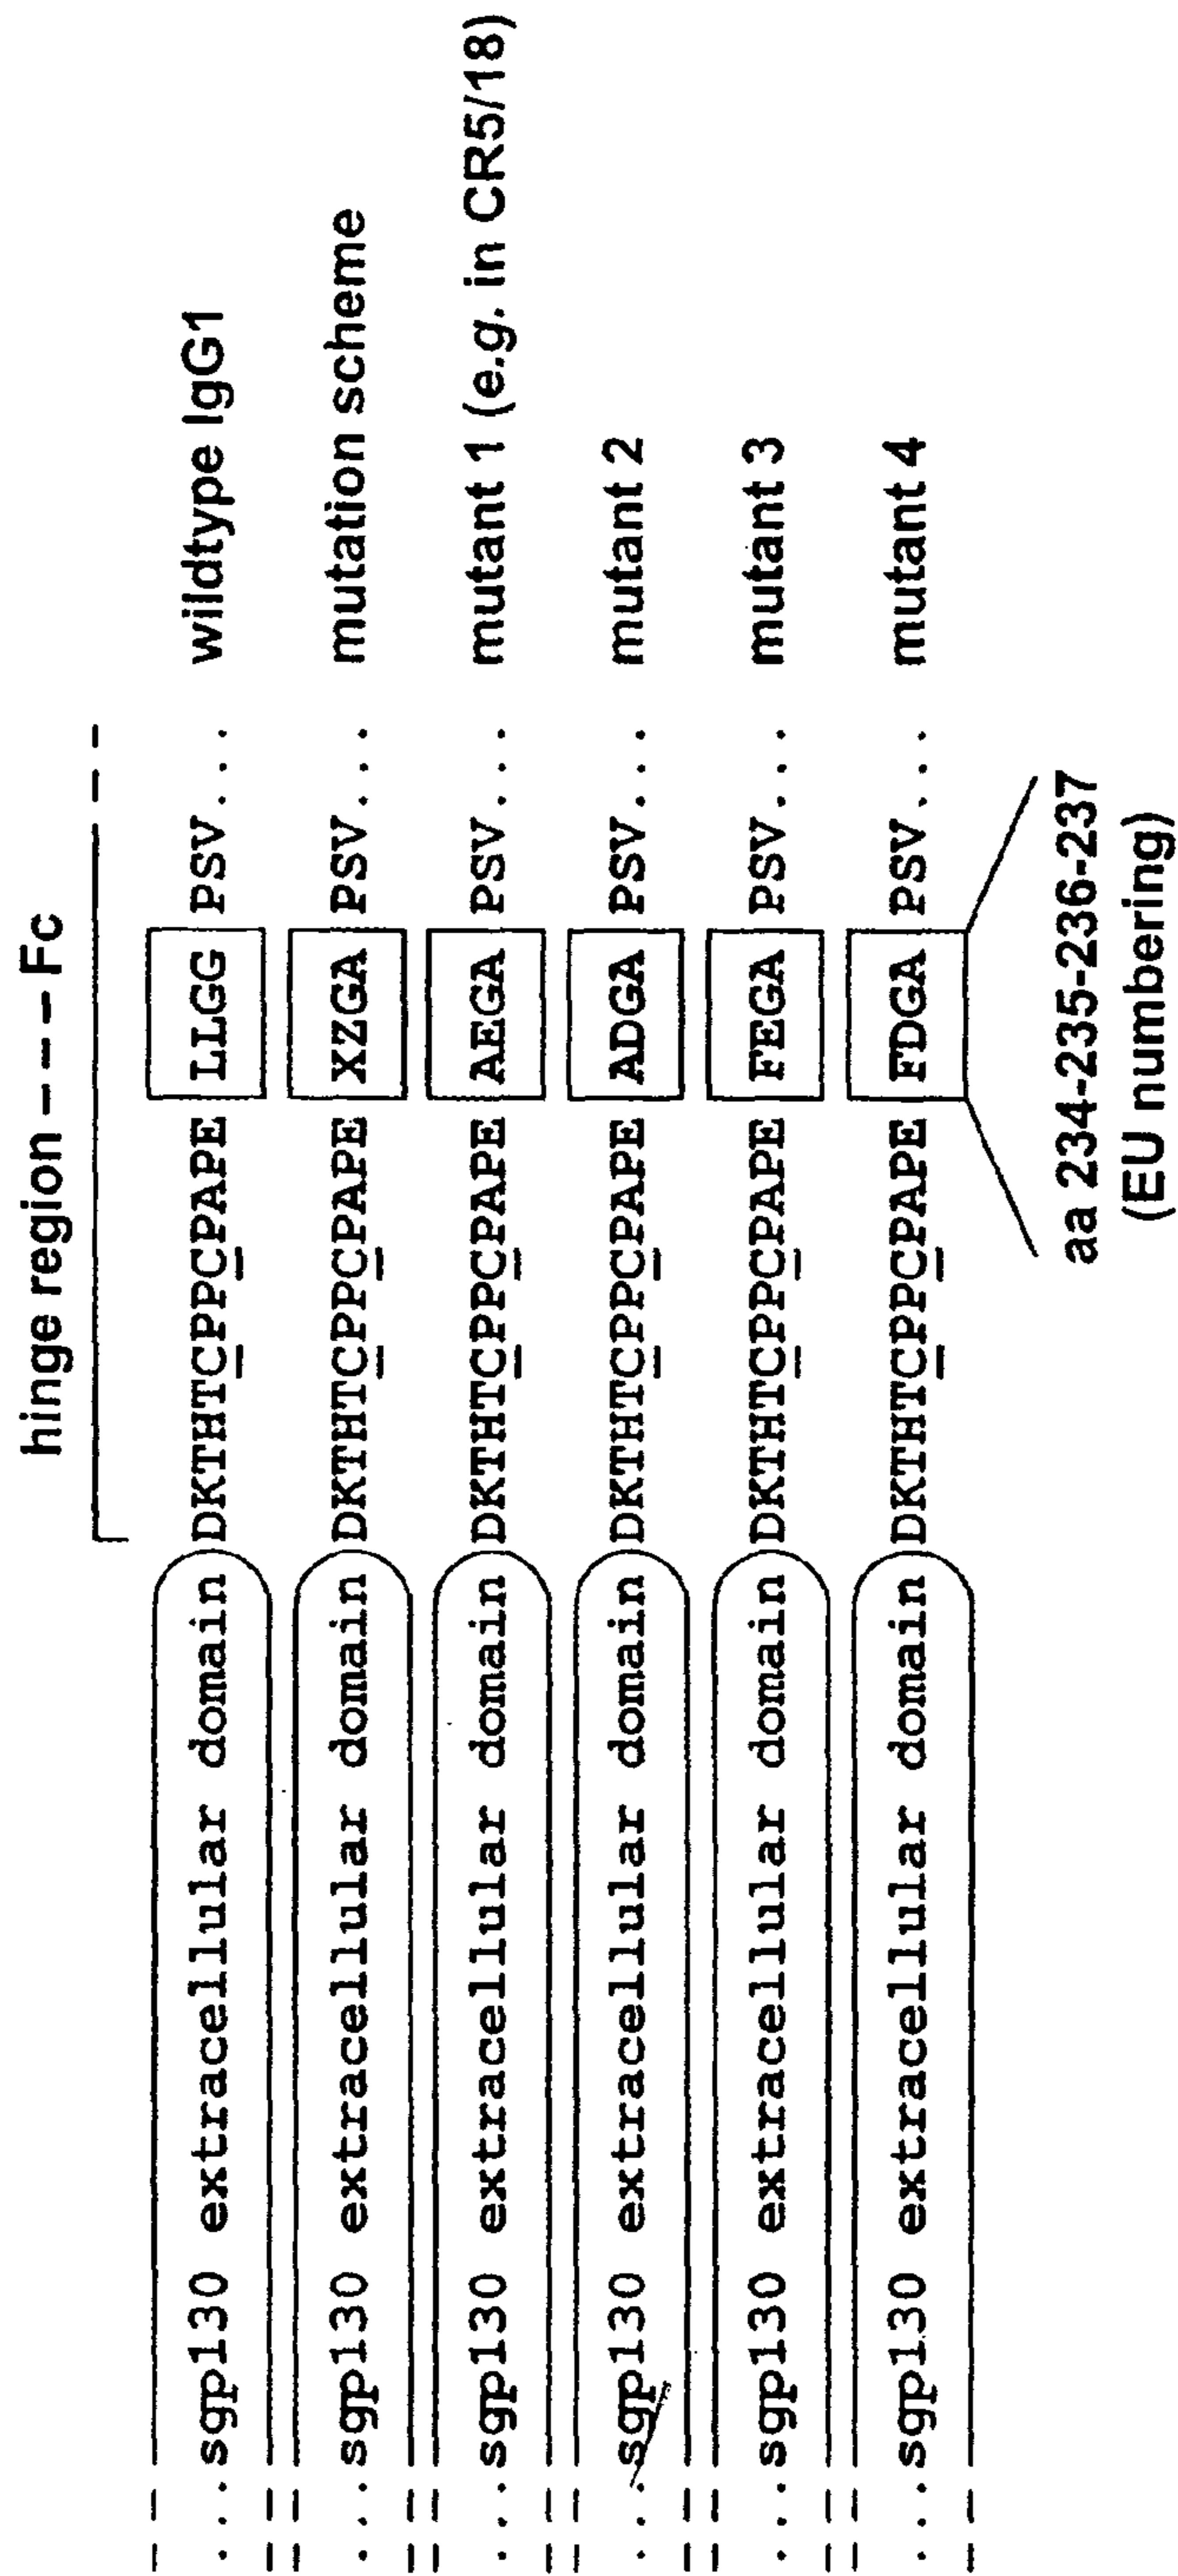 hinge region – – – Fc
...sgp130 extracellular domain DKTHTCPPCPAPE LLGG PSV... wildtype IgG1
...sgp130 extracellular domain DKTHTCPPCPAPE XZGA PSV... mutation scheme
...sgp130 extracellular domain DKTHTCPPCPAPE AEGA PSV... mutant 1 (e.g. in CR5/18)
...sgp130 extracellular domain DKTHTCPPCPAPE ADGA PSV... mutant 2
...sgp130 extracellular domain DKTHTCPPCPAPE FEGA PSV... mutant 3
...sgp130 extracellular domain DKTHTCPPCPAPE FDGA PSV... mutant 4
aa 234-235-236-237
(EU numbering)